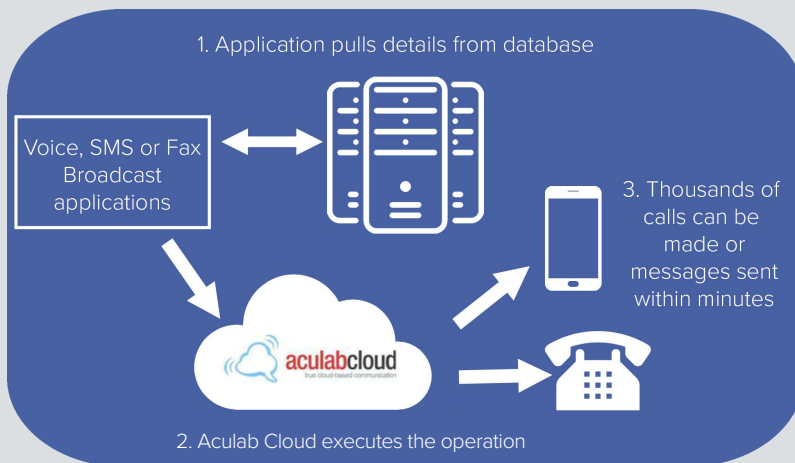 1. Application pulls details from database
Voice, SMS or Fax
Broadcast
applications
3. Thousands of
calls can be
made or
messages sent
within minutes
aculabcloud
true cloud-based communication
2. Aculab Cloud executes the operation